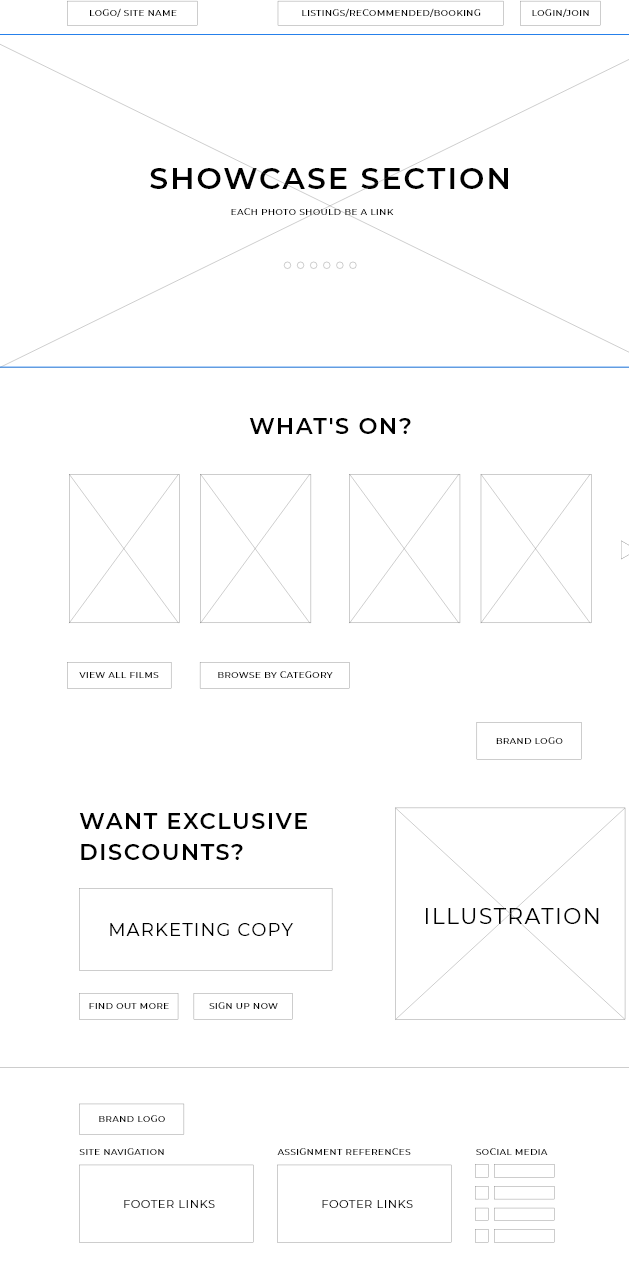 LOGO/ SITE NAME
LISTINGS/RECOMMENDED/BOOKING
LOGIN/JOIN
SHOWCASE SECTION
EACH PHOTO SHOULD BE A LINK
WHAT'S ON?
VIEW ALL FILMS
BROWSE BY CATEGORY
BRAND LOGO
WANT EXCLUSIVE
DISCOUNTS?
MARKETING COPY
ILLUSTRATION
FIND OUT MORE
SIGN UP NOW
BRAND LOGO
SITE NAVIGATION
ASSIGNMENT REFERENCES
SOCIAL MEDIA
FOOTER LINKS
FOOTER LINKS